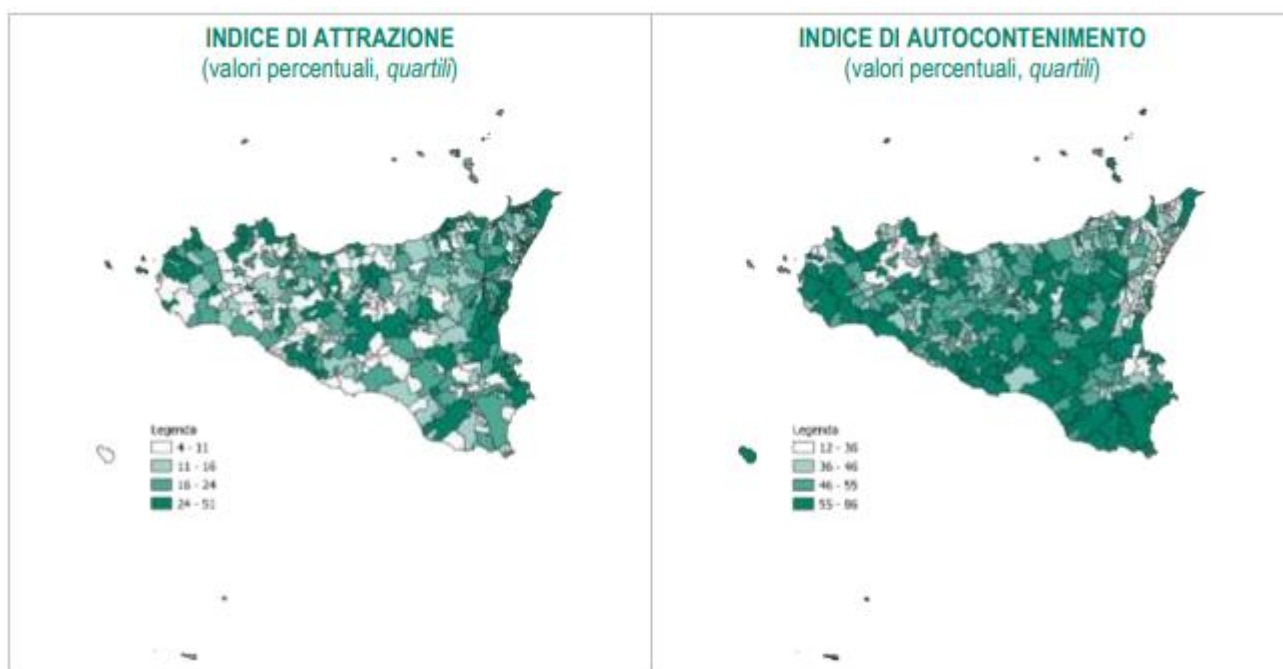 INDICE DI ATTRAZIONE
(valori percentuali, quartili)
Legenda
4 - 11
11 - 16
16 - 24
24 - 51
INDICE DI AUTOCONTENIMENTO
(valori percentuali, quartili)
Legenda
12 - 36
36 - 46
46 - 55
55 - 86